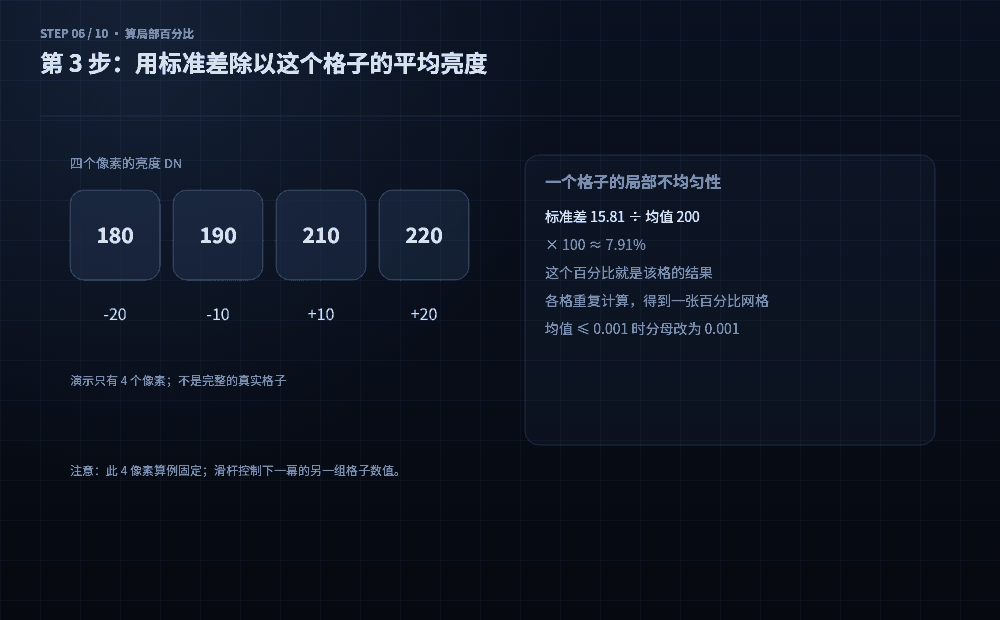 STEP 06 / 10 · 算局部百分比
第 3 步：用标准差除以这个格子的平均亮度
四个像素的亮度 DN
180 190 210 220
-20 -10 +10 +20
演示只有 4 个像素；不是完整的真实格子
注意：此 4 像素算例固定；滑杆控制下一幕的另一组格子数值。
一个格子的局部不均匀性
标准差 15.81 ÷ 均值 200
× 100 ≈ 7.91%
这个百分比就是该格的结果
各格重复计算，得到一张百分比网格
均值 ≤ 0.001 时分母改为 0.001